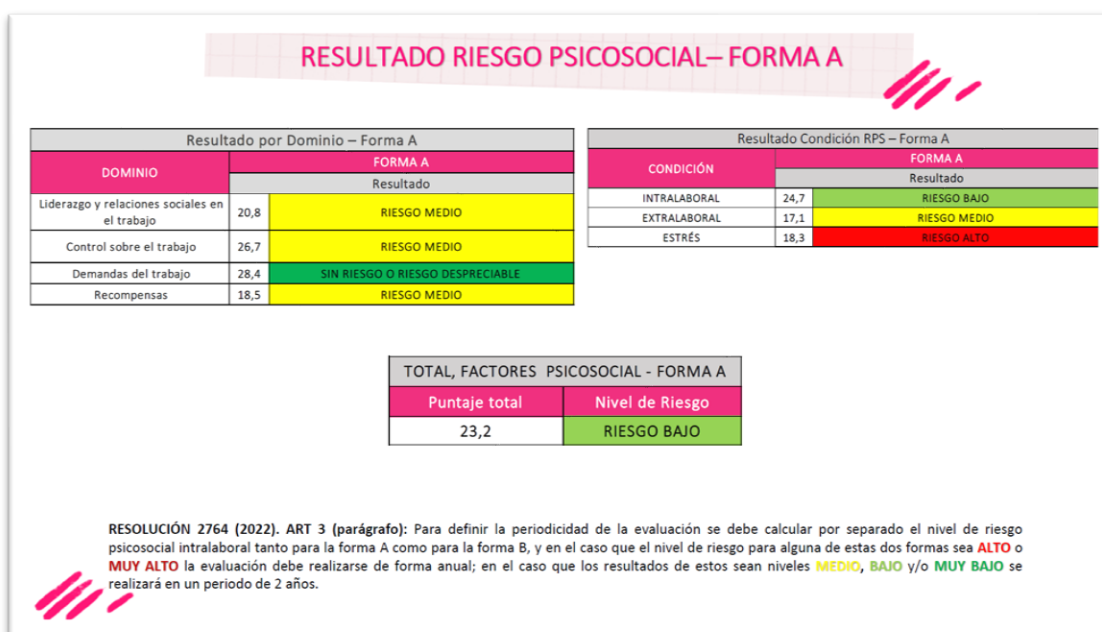 RESULTADO RIESGO PSICOSOCIAL– FORMA A
Resultado por Dominio – Forma A
DOMINIO
FORMA A
Resultado
Liderazgo y relaciones sociales en
el trabajo
20,8
RIESGO MEDIO
Control sobre el trabajo
26,7
RIESGO MEDIO
Demandas del trabajo
28,4
SIN RIESGO O RIESGO DESPRECIABLE
Recompensas
18,5
RIESGO MEDIO
Resultado Condición RPS – Forma A
CONDICIÓN
FORMA A
Resultado
INTRALABORAL
24,7
RIESGO BAJO
EXTRALABORAL
17,1
RIESGO MEDIO
ESTRÉS
18,3
RIESGO ALTO
TOTAL, FACTORES PSICOSOCIAL - FORMA A
Puntaje total
Nivel de Riesgo
23,2
RIESGO BAJO
RESOLUCIÓN 2764 (2022). ART 3 (parágrafo): Para definir la periodicidad de la evaluación se debe calcular por separado el nivel de riesgo
psicosocial intralaboral tanto para la forma A como para la forma B, y en el caso que el nivel de riesgo para alguna de estas dos formas sea ALTO o
MUY ALTO la evaluación debe realizarse de forma anual; en el caso que los resultados de estos sean niveles MEDIO, BAJO y/o MUY BAJO se
realizará en un periodo de 2 años.